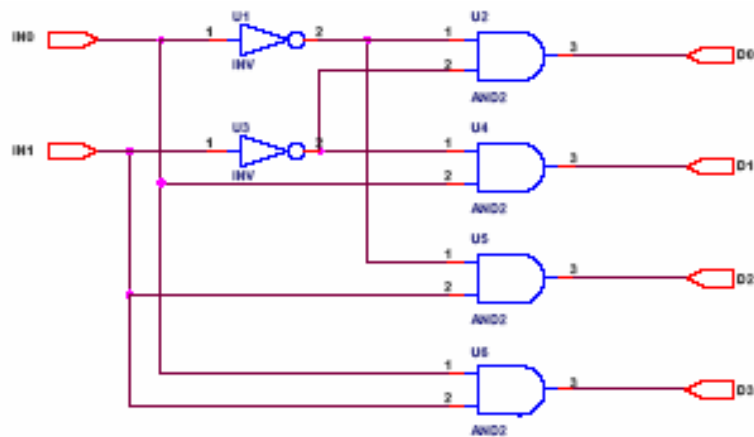 U1 U2
IN0 1 2 1 3 D0
INV 2
AND2
U3 U4
IN1 1 2 1 3 D1
INV 2
AND2
U5
1 3 D2
2
AND2
U6
1 3 D3
2
AND2